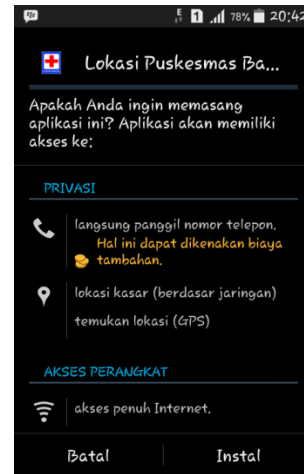 E 1 78% 20:42
Lokasi Puskesmas Ba...
Apakah Anda ingin memasang
aplikasi ini? Aplikasi akan memiliki
akses ke:
PRIVASI
langsung panggil nomor telepon.
Hal ini dapat dikenakan biaya
tambahan.
lokasi kasar (berdasar jaringan)
temukan lokasi (GPS)
AKSES PERANGKAT
akses penuh Internet.
Batal Instal